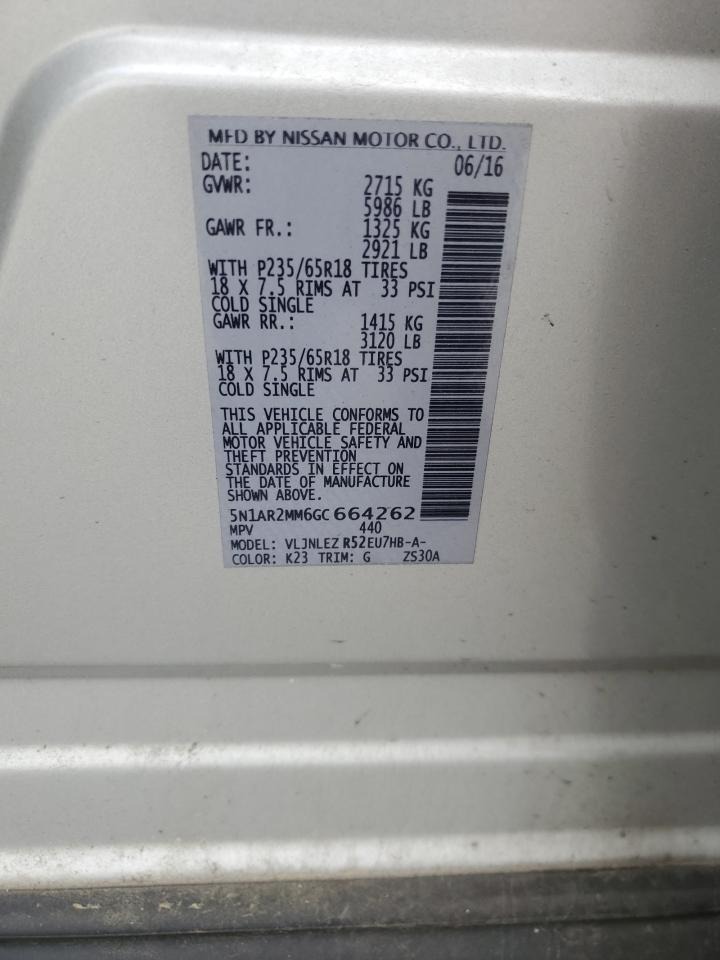 MFD BY NISSAN MOTOR CO., LTD.
DATE: 06/16
GVWR: 2715 KG
5986 LB
GAWR FR.: 1325 KG
2921 LB
WITH P235/65R18 TIRES
18 X 7.5 RIMS AT 33 PSI
COLD SINGLE
GAWR RR.: 1415 KG
3120 LB
WITH P235/65R18 TIRES
18 X 7.5 RIMS AT 33 PSI
COLD SINGLE
THIS VEHICLE CONFORMS TO
ALL APPLICABLE FEDERAL
MOTOR VEHICLE SAFETY AND
THEFT PREVENTION
STANDARDS IN EFFECT ON
THE DATE OF MANUFACTURE
SHOWN ABOVE.
5N1AR2MM6GC664262
MPV 440
MODEL: VLJNLEZ R52EU7HB-A-
COLOR: K23 TRIM: G ZS30A